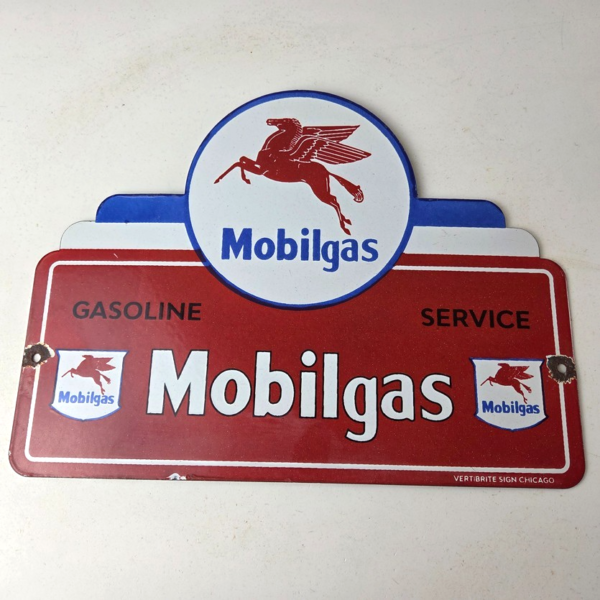 Mobilgas
GASOLINE SERVICE
Mobilgas Mobilgas Mobilgas
VERTIBRITE SIGN CHICAGO